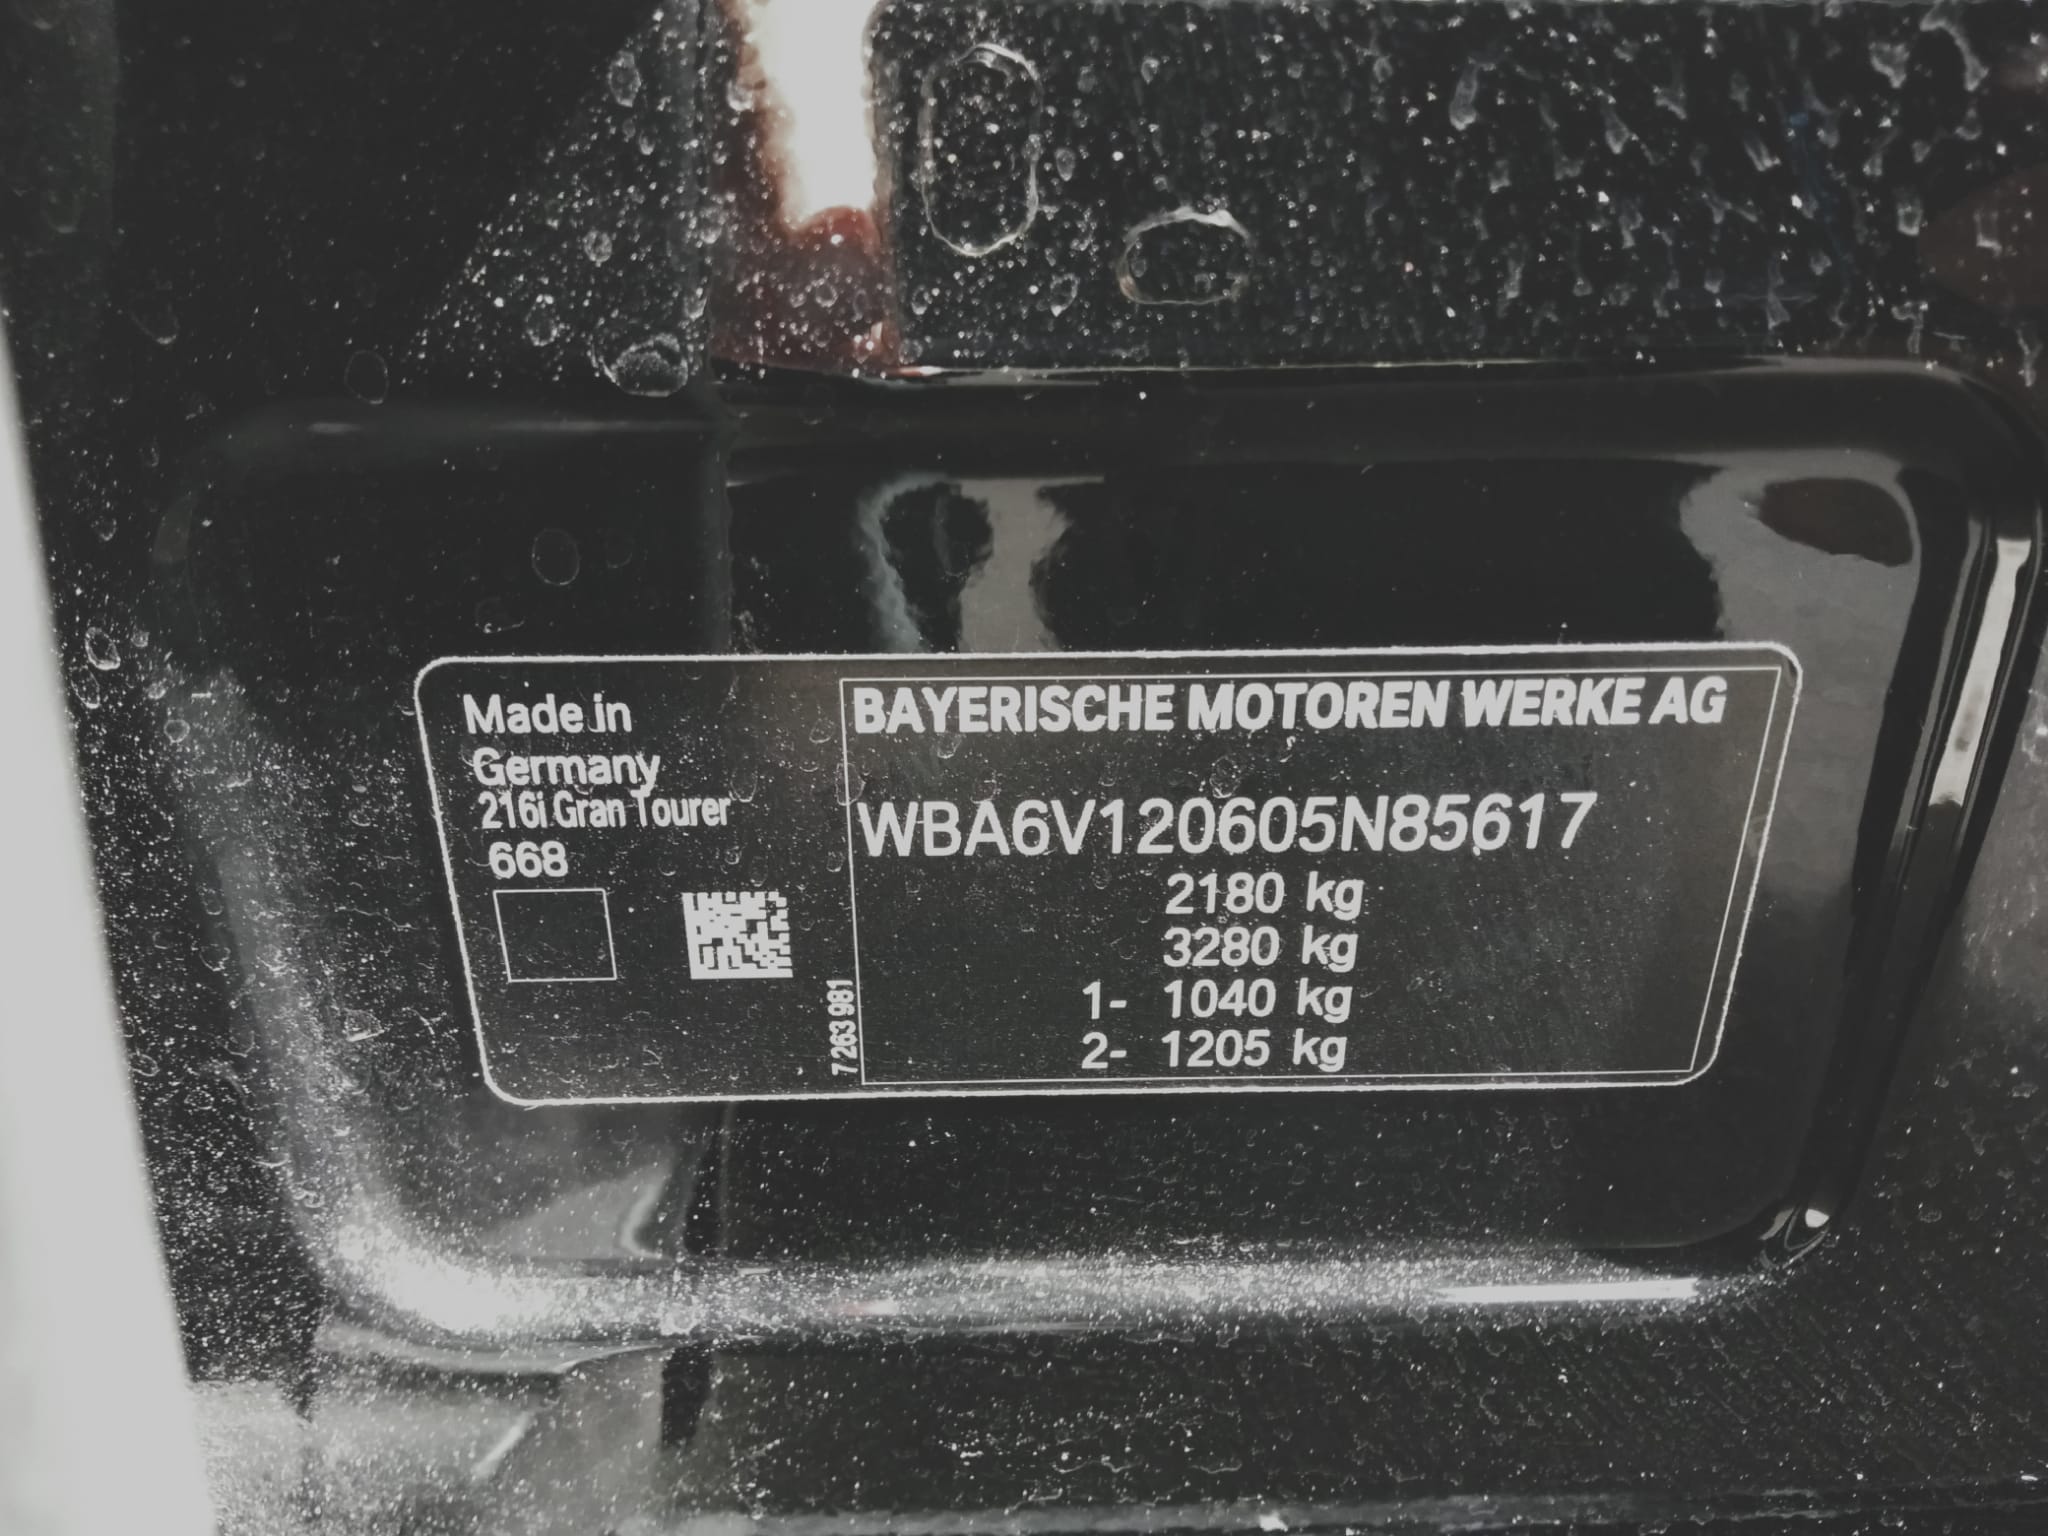 Made in
Germany
216i Gran Tourer
668
7 263 981
BAYERISCHE MOTOREN WERKE AG
WBA6V120605N85617
2180 kg
3280 kg
1- 1040 kg
2- 1205 kg